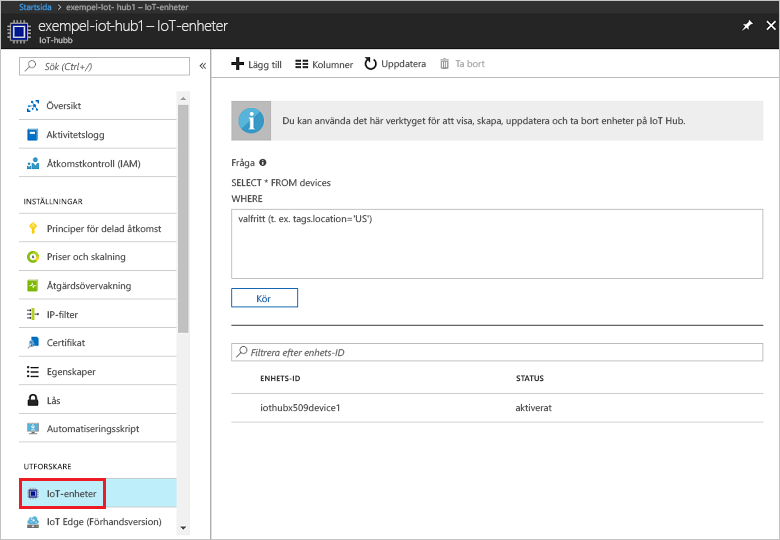 Startsida > exempel-Iot- hub1 – IoT-enheter
exempel-iot-hub1 – IoT-enheter
IoT-hubb
Sök (Ctrl+/)
Översikt
Aktivitetslogg
Åtkomstkontroll (IAM)
INSTÄLLNINGAR
Principer för delad åtkomst
Priser och skalning
Åtgärdsövervakning
IP-filter
Certifikat
Egenskaper
Lås
Automatiseringsskript
UTFORSKARE
IoT-enheter
IoT Edge (Förhandsversion)
Lägg till
Kolumner
Uppdatera
Ta bort
Du kan använda det här verktyget för att visa, skapa, uppdatera och ta bort enheter på IoT Hub.
Fråga
SELECT * FROM devices
WHERE
valfritt (t. ex. tags.location='US')
Kör
Filtrera efter enhets-ID
ENHETS-ID STATUS
iothubx509device1 aktiverat